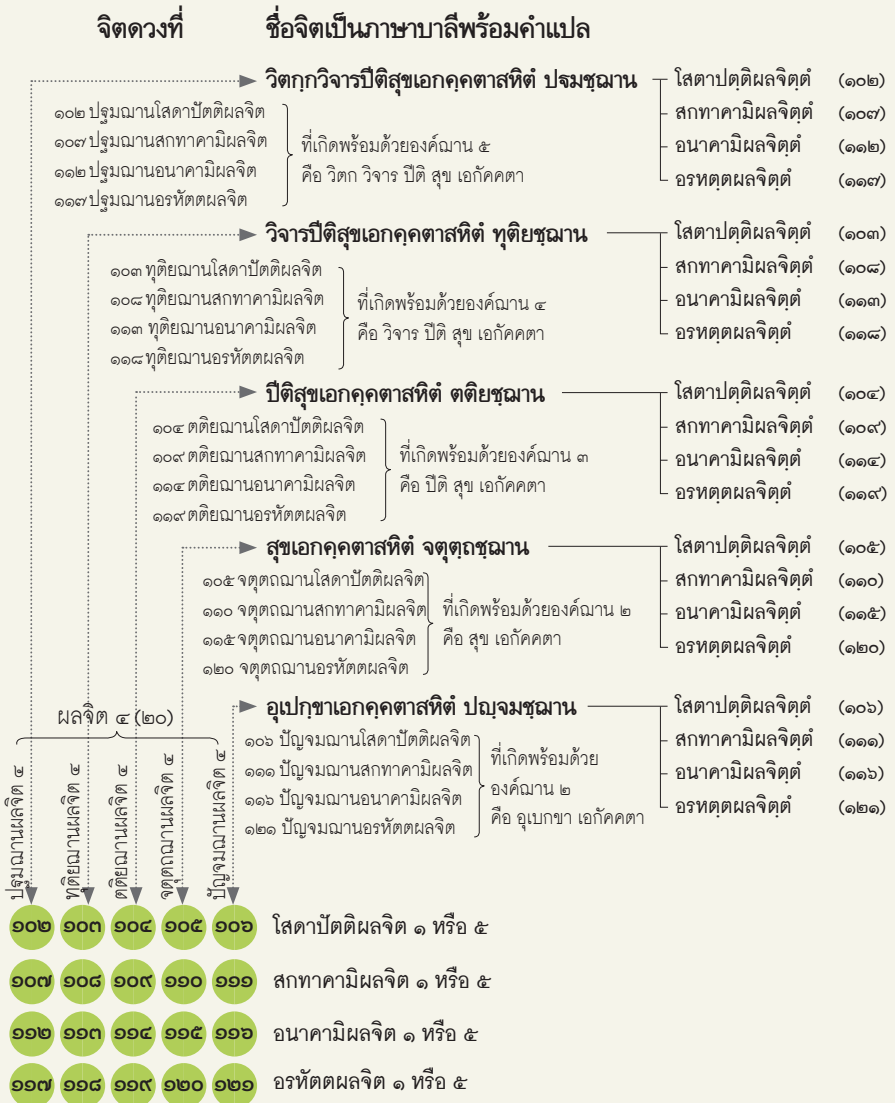 จิตดวงที่ ชื่อจิตเป็นภาษาบาลีพร้อมคำแปล
วิตกฺกวิจารปีติสุขเอกคฺคตาสหิตํ ปฐมชฺฌาน
โสตาปตฺติผลจิตฺตํ (๑๐๒)
สกทาคามิผลจิตฺตํ (๑๐๗)
อนาคามิผลจิตฺตํ (๑๑๒)
อรหตฺตผลจิตฺตํ (๑๑๗)
๑๐๒ ปฐมฌานโสดาปัตติผลจิต
๑๐๗ ปฐมฌานสกทาคามิผลจิต
๑๑๒ ปฐมฌานอนาคามิผลจิต
๑๑๗ ปฐมฌานอรหัตตผลจิต
ที่เกิดพร้อมด้วยองค์ฌาน ๕
คือ วิตก วิจาร ปีติ สุข เอกัคคตา
วิจารปีติสุขเอกคฺคตาสหิตํ ทุติยชฺฌาน
โสตาปตฺติผลจิตฺตํ (๑๐๓)
สกทาคามิผลจิตฺตํ (๑๐๘)
อนาคามิผลจิตฺตํ (๑๑๓)
อรหตฺตผลจิตฺตํ (๑๑๘)
๑๐๓ ทุติยฌานโสดาปัตติผลจิต
๑๐๘ ทุติยฌานสกทาคามิผลจิต
๑๑๓ ทุติยฌานอนาคามิผลจิต
๑๑๘ ทุติยฌานอรหัตตผลจิต
ที่เกิดพร้อมด้วยองค์ฌาน ๔
คือ วิจาร ปีติ สุข เอกัคคตา
ปีติสุขเอกคฺคตาสหิตํ ตติยชฺฌาน
โสตาปตฺติผลจิตฺตํ (๑๐๔)
สกทาคามิผลจิตฺตํ (๑๐๙)
อนาคามิผลจิตฺตํ (๑๑๔)
อรหตฺตผลจิตฺตํ (๑๑๙)
๑๐๔ ตติยฌานโสดาปัตติผลจิต
๑๐๙ ตติยฌานสกทาคามิผลจิต
๑๑๔ ตติยฌานอนาคามิผลจิต
๑๑๙ ตติยฌานอรหัตตผลจิต
ที่เกิดพร้อมด้วยองค์ฌาน ๓
คือ ปีติ สุข เอกัคคตา
สุขเอกคฺคตาสหิตํ จตุตฺถชฺฌาน
โสตาปตฺติผลจิตฺตํ (๑๐๕)
สกทาคามิผลจิตฺตํ (๑๑๐)
อนาคามิผลจิตฺตํ (๑๑๕)
อรหตฺตผลจิตฺตํ (๑๒๐)
๑๐๕ จตุตถฌานโสดาปัตติผลจิต
๑๑๐ จตุตถฌานสกทาคามิผลจิต
๑๑๕ จตุตถฌานอนาคามิผลจิต
๑๒๐ จตุตถฌานอรหัตตผลจิต
ที่เกิดพร้อมด้วยองค์ฌาน ๒
คือ สุข เอกัคคตา
อุเปกฺขาเอกคฺคตาสหิตํ ปญฺจมชฺฌาน
โสตาปตฺติผลจิตฺตํ (๑๐๖)
สกทาคามิผลจิตฺตํ (๑๑๑)
อนาคามิผลจิตฺตํ (๑๑๖)
อรหตฺตผลจิตฺตํ (๑๒๑)
๑๐๖ ปัญจมฌานโสดาปัตติผลจิต
๑๑๑ ปัญจมฌานสกทาคามิผลจิต
๑๑๖ ปัญจมฌานอนาคามิผลจิต
๑๒๑ ปัญจมฌานอรหัตตผลจิต
ที่เกิดพร้อมด้วย
องค์ฌาน ๒
คือ อุเบกขา เอกัคคตา
ผลจิต ๔ (๒๐)
ปฐมฌานผลจิต ๔
ทุติยฌานผลจิต ๔
ตติยฌานผลจิต ๔
จตุตถฌานผลจิต ๔
ปัญจมฌานผลจิต ๔
๑๐๒ ๑๐๓ ๑๐๔ ๑๐๕ ๑๐๖ โสดาปัตติผลจิต ๑ หรือ ๕
๑๐๗ ๑๐๘ ๑๐๙ ๑๑๐ ๑๑๑ สกทาคามิผลจิต ๑ หรือ ๕
๑๑๒ ๑๑๓ ๑๑๔ ๑๑๕ ๑๑๖ อนาคามิผลจิต ๑ หรือ ๕
๑๑๗ ๑๑๘ ๑๑๙ ๑๒๐ ๑๒๑ อรหัตตผลจิต ๑ หรือ ๕